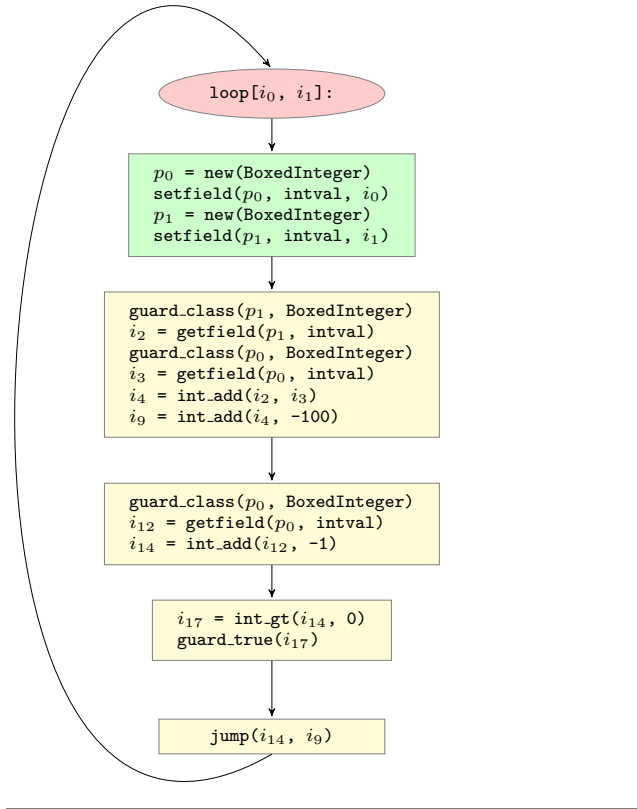 loop[i₀, i₁]:
p₀ = new(BoxedInteger)
setfield(p₀, intval, i₀)
p₁ = new(BoxedInteger)
setfield(p₁, intval, i₁)
guard_class(p₁, BoxedInteger)
i₂ = getfield(p₁, intval)
guard_class(p₀, BoxedInteger)
i₃ = getfield(p₀, intval)
i₄ = int_add(i₂, i₃)
i₉ = int_add(i₄, -100)
guard_class(p₀, BoxedInteger)
i₁₂ = getfield(p₀, intval)
i₁₄ = int_add(i₁₂, -1)
i₁₇ = int_gt(i₁₄, 0)
guard_true(i₁₇)
jump(i₁₄, i₉)